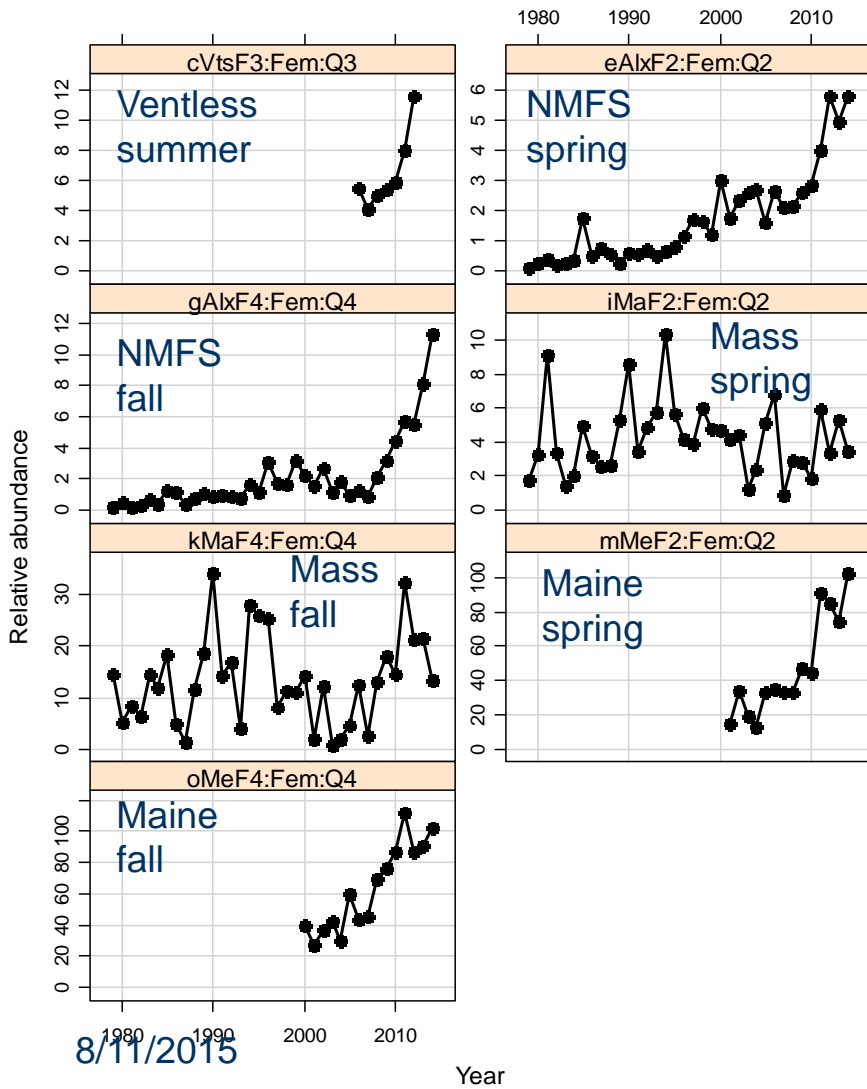 1980 1990 2000 2010
cVtsF3:Fem:Q3
Ventless
summer
0 2 4 6 8 10 12
eAlxF2:Fem:Q2
NMFS
spring
0 1 2 3 4 5 6
gAlxF4:Fem:Q4
NMFS
fall
0 2 4 6 8 10 12
iMaF2:Fem:Q2
Mass
spring
0 2 4 6 8 10
kMaF4:Fem:Q4
Mass
fall
0 10 20 30
mMeF2:Fem:Q2
Maine
spring
0 20 40 60 80 100
oMeF4:Fem:Q4
Maine
fall
0 20 40 60 80 100
Relative abundance
1980 1990 2000 2010
8/11/2015
Year